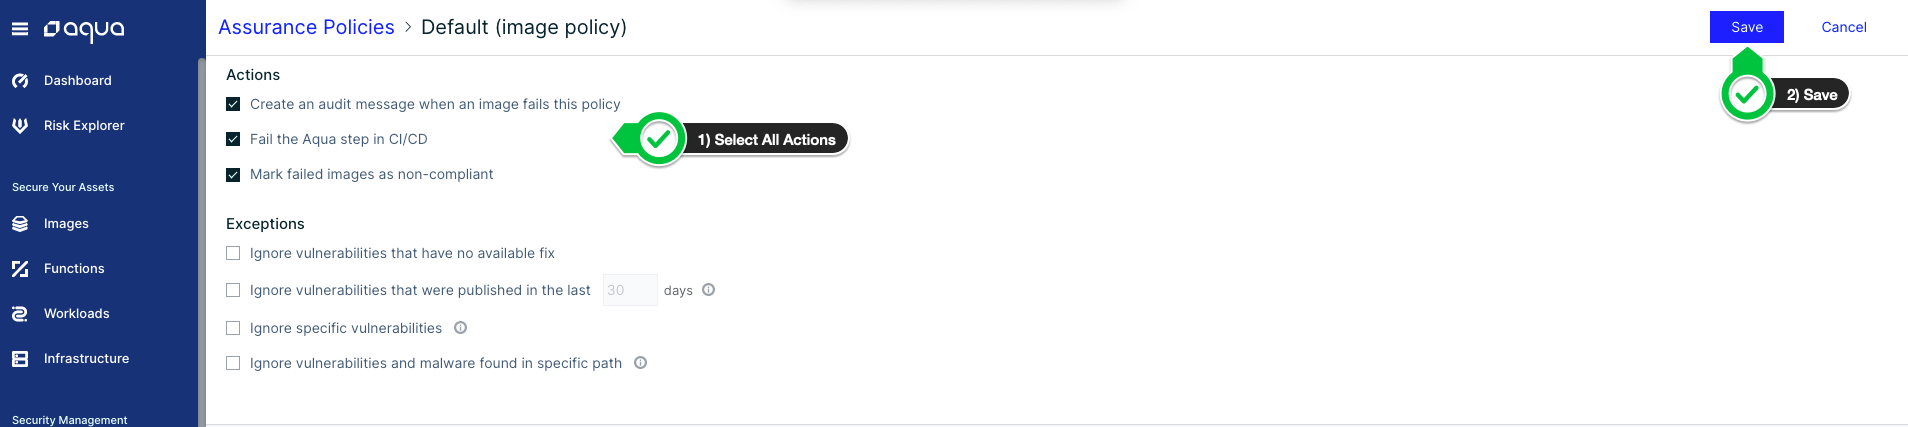 aqua
Assurance Policies > Default (image policy)
Save
Cancel
Dashboard
Risk Explorer
Secure Your Assets
Images
Functions
Workloads
Infrastructure
Security Management
Actions
Create an audit message when an image fails this policy
Fail the Aqua step in CI/CD
Mark failed images as non-compliant
1) Select All Actions
2) Save
Exceptions
Ignore vulnerabilities that have no available fix
Ignore vulnerabilities that were published in the last 30 days
Ignore specific vulnerabilities
Ignore vulnerabilities and malware found in specific path